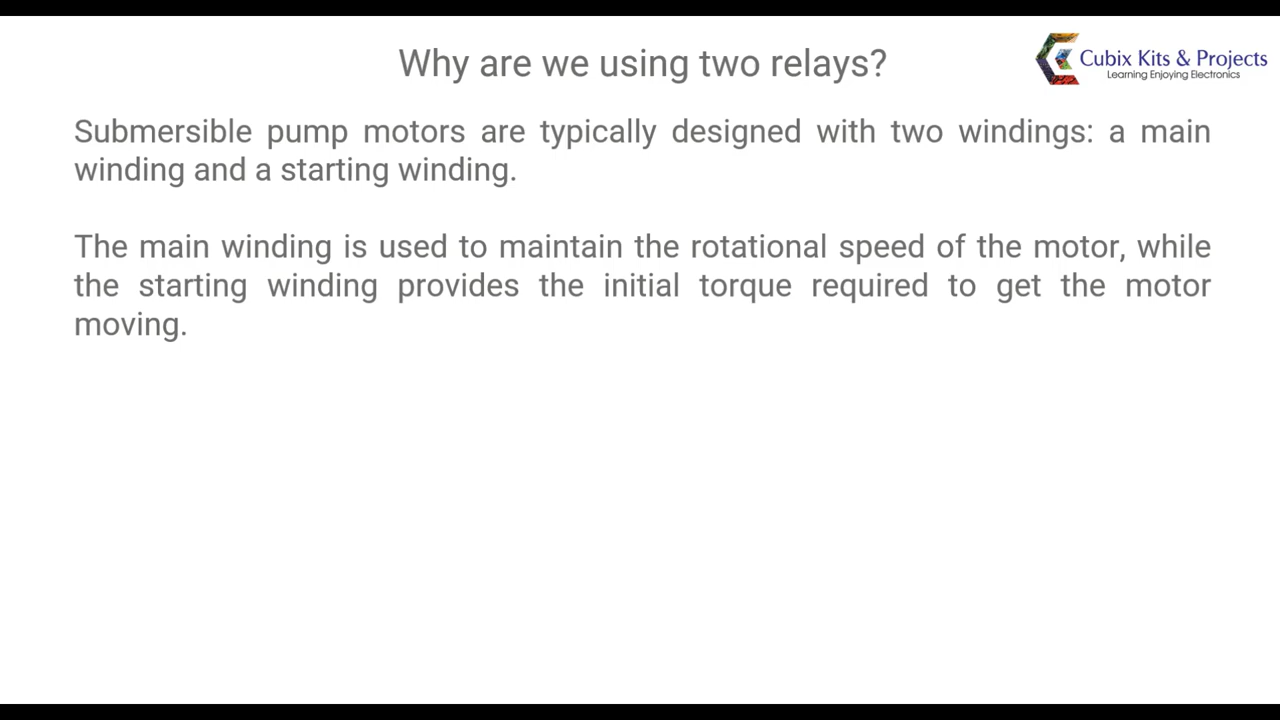 Why are we using two relays?
Cubix Kits & Projects
Learning Enjoying Electronics
Submersible pump motors are typically designed with two windings: a main
winding and a starting winding.
The main winding is used to maintain the rotational speed of the motor, while
the starting winding provides the initial torque required to get the motor
moving.